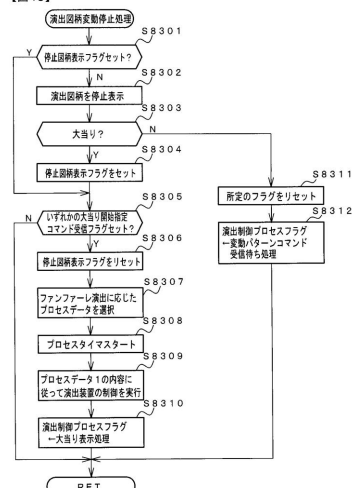 演出図柄変動停止処理
S8301
停止図柄表示フラグセット?
Y
N
S8302
演出図柄を停止表示
S8303
大当り?
N
Y
S8304
停止図柄表示フラグをセット
S8305
いずれかの大当り開始指定
コマンド受信フラグセット?
N
Y
S8306
停止図柄表示フラグをリセット
S8307
ファンファーレ演出に応じた
プロセスデータを選択
S8308
プロセスタイマスタート
S8309
プロセスデータ1の内容に
従って演出装置の制御を実行
S8310
演出制御プロセスフラグ
←大当り表示処理
S8311
所定のフラグをリセット
S8312
演出制御プロセスフラグ
←変動パターンコマンド
受信待ち処理
RET